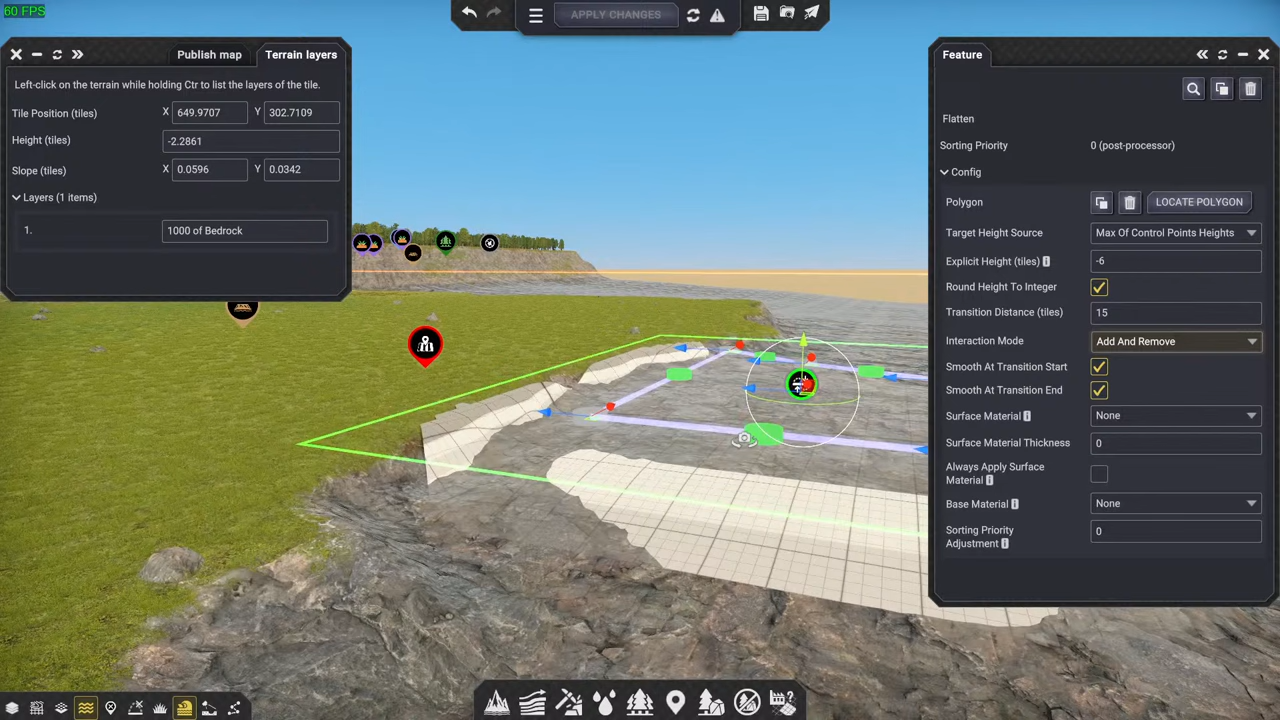 60 FPS
APPLY CHANGES
Publish map
Terrain layers
Left-click on the terrain while holding Ctr to list the layers of the tile.
Tile Position (tiles) X 649.9707 Y 302.7109
Height (tiles) -2.2861
Slope (tiles) X 0.0596 Y 0.0342
Layers (1 items)
1. 1000 of Bedrock
Feature
Flatten
Sorting Priority 0 (post-processor)
Config
Polygon LOCATE POLYGON
Target Height Source Max Of Control Points Heights
Explicit Height (tiles) -6
Round Height To Integer
Transition Distance (tiles) 15
Interaction Mode Add And Remove
Smooth At Transition Start
Smooth At Transition End
Surface Material None
Surface Material Thickness 0
Always Apply Surface
Material
Base Material None
Sorting Priority
Adjustment 0